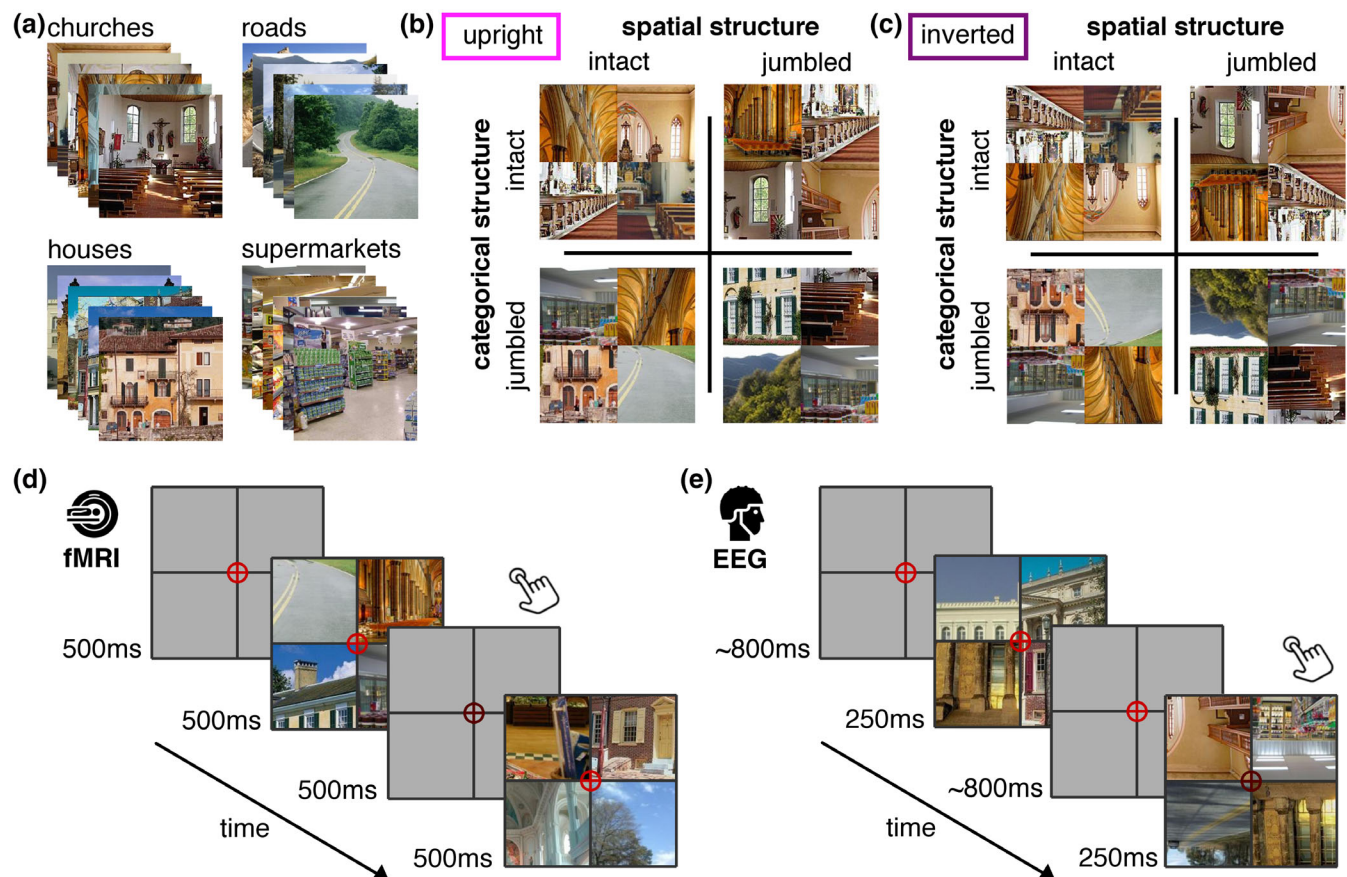 (a)
churches
roads
houses
supermarkets
(b)
upright
spatial structure
intact
jumbled
categorical structure
intact
jumbled
(c)
inverted
spatial structure
intact
jumbled
categorical structure
intact
jumbled
(d)
fMRI
500ms
500ms
500ms
500ms
time
(e)
EEG
~800ms
250ms
~800ms
250ms
time